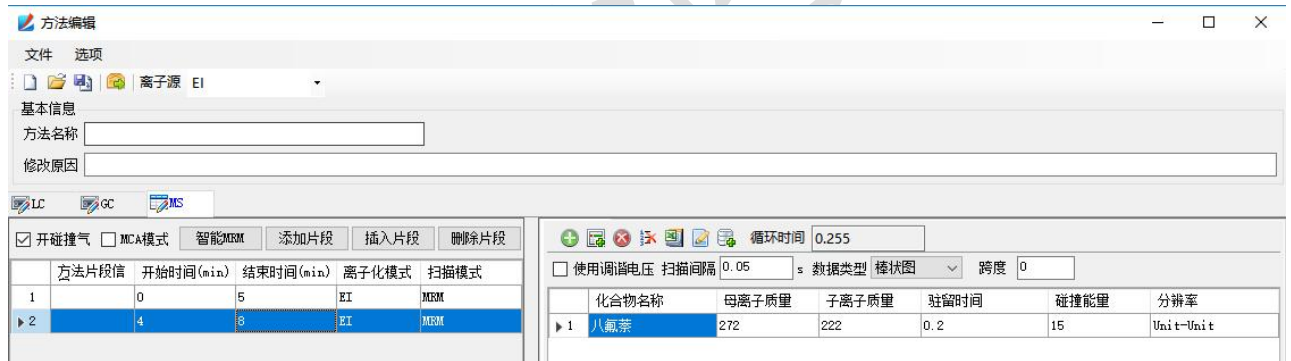 方法编辑
文件 选项
离子源 EI
基本信息
方法名称
修改原因
LC GC MS
开碰撞气 MCA模式 智能MRM 添加片段 插入片段 删除片段
方法片段信 开始时间(min) 结束时间(min) 离子化模式 扫描模式
1 0 5 EI MRM
2 4 8 EI MRM
循环时间 0.255
使用调谐电压 扫描间隔 0.05 s 数据类型 棒状图 跨度 0
化合物名称 母离子质量 子离子质量 驻留时间 碰撞能量 分辨率
1 八氟萘 272 222 0.2 15 Unit-Unit